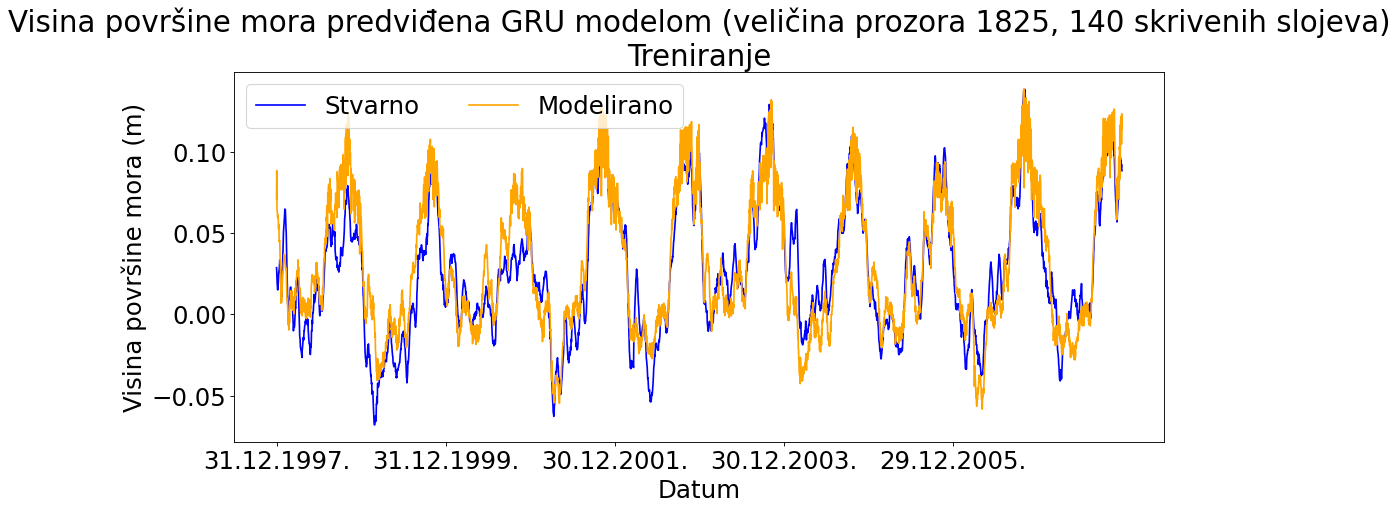 Visina površine mora predviđena GRU modelom (veličina prozora 1825, 140 skrivenih slojeva)
Treniranje
Stvarno
Modelirano
Visina površine mora (m)
0.10
0.05
0.00
−0.05
31.12.1997.
31.12.1999.
30.12.2001.
30.12.2003.
29.12.2005.
Datum